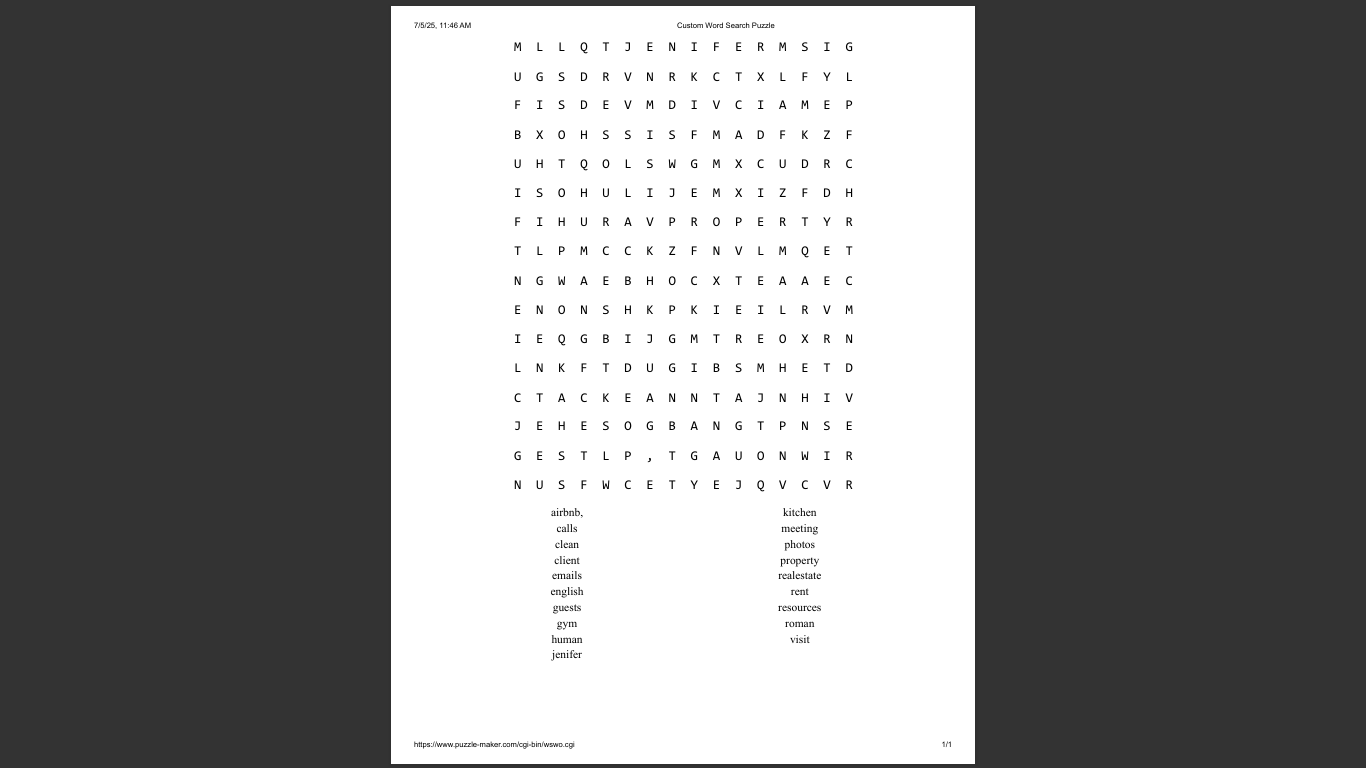 7/5/25, 11:46 AM Custom Word Search Puzzle
M L L Q T J E N I F E R M S I G
U G S D R V N R K C T X L F Y L
F I S D E V M D I V C I A M E P
B X O H S S I S F M A D F K Z F
U H T Q O L S W G M X C U D R C
I S O H U L I J E M X I Z F D H
F I H U R A V P R O P E R T Y R
T L P M C C K Z F N V L M Q E T
N G W A E B H O C X T E A A E C
E N O N S H K P K I E I L R V M
I E Q G B I J G M T R E O X R N
L N K F T D U G I B S M H E T D
C T A C K E A N N T A J N H I V
J E H E S O G B A N G T P N S E
G E S T L P , T G A U O N W I R
N U S F W C E T Y E J Q V C V R
airbnb, kitchen
calls meeting
clean photos
client property
emails realestate
english rent
guests resources
gym roman
human visit
jenifer
https://www.puzzle-maker.com/cgi-bin/wswo.cgi 1/1